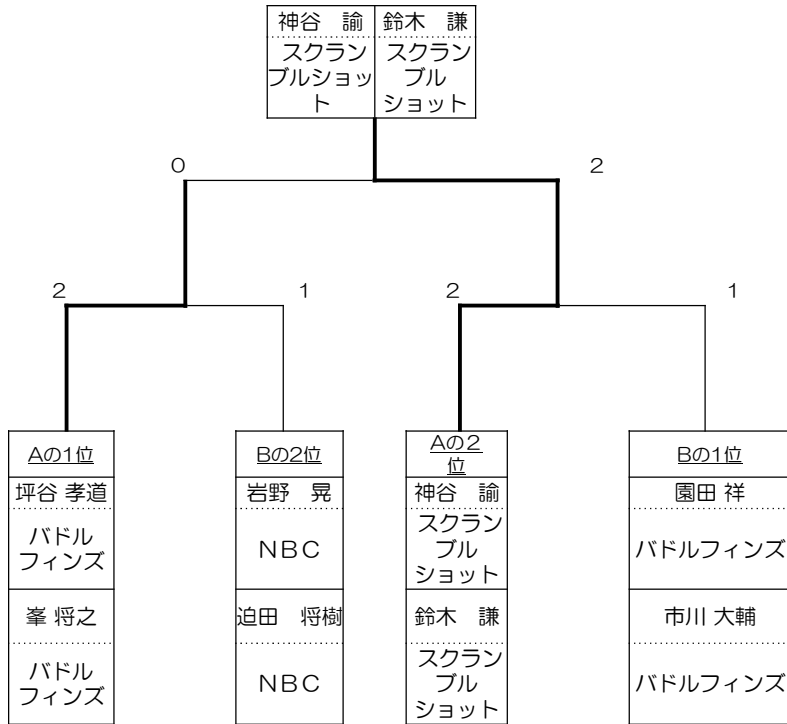 神谷　諭
鈴木　謙
スクラン
ブルショッ
ト
スクラン
ブル
ショット
0
2
2
1
2
1
Aの1位
坪谷 孝道
バドル
フィンズ
峯 将之
バドル
フィンズ
Bの2位
岩野　晃
NBC
迫田　将樹
NBC
Aの2
位
神谷　諭
スクラン
ブル
ショット
鈴木　謙
スクラン
ブル
ショット
Bの1位
園田 祥
バドルフィンズ
市川 大輔
バドルフィンズ